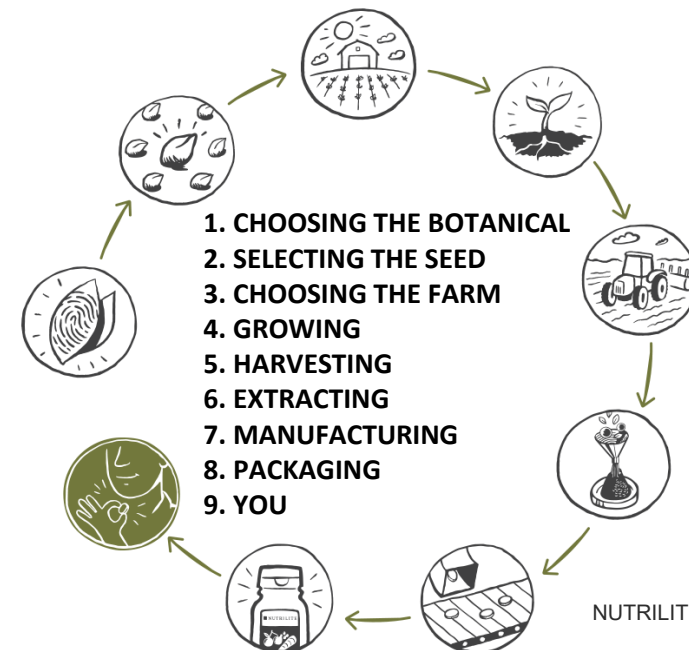 1. CHOOSING THE BOTANICAL
2. SELECTING THE SEED
3. CHOOSING THE FARM
4. GROWING
5. HARVESTING
6. EXTRACTING
7. MANUFACTURING
8. PACKAGING
9. YOU
NUTRILITE
NUTRILIT